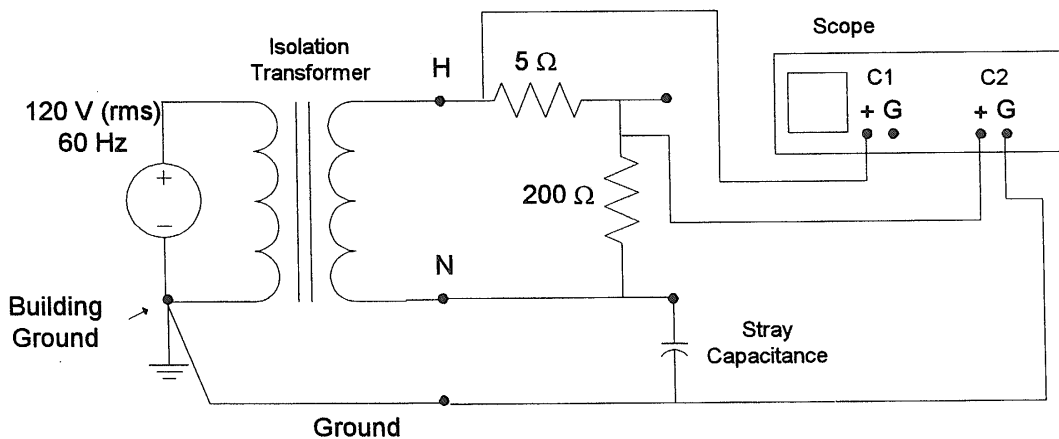 Scope
Isolation
Transformer
H
5 Ω
C1
C2
120 V (rms)
60 Hz
+ G
+ G
+
−
200 Ω
N
Building
Ground
Stray
Capacitance
Ground